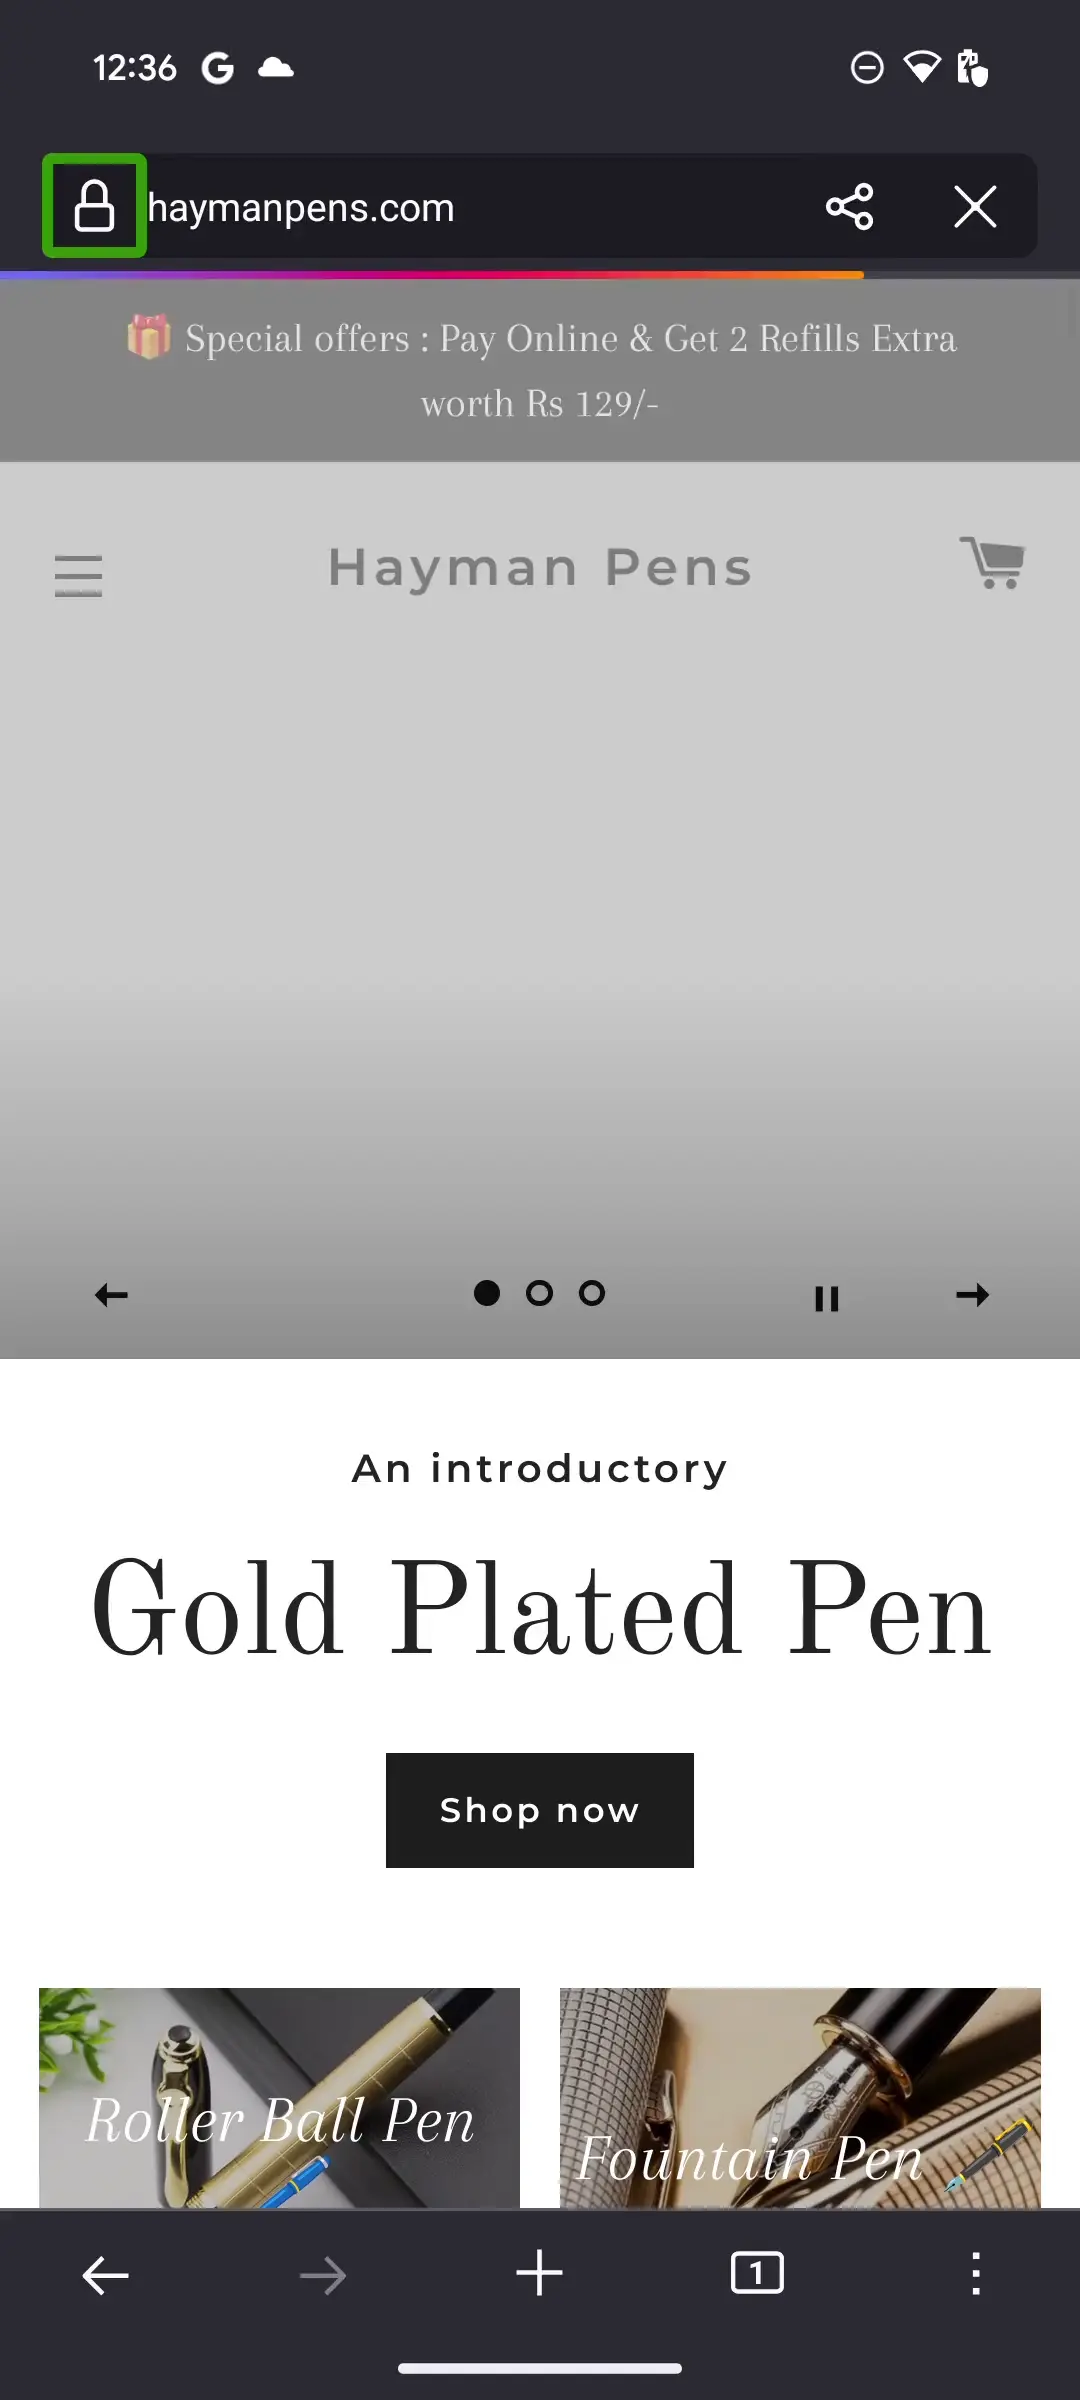 12:36
haymanpens.com
🎁 Special offers : Pay Online & Get 2 Refills Extra
worth Rs 129/-
Hayman Pens
An introductory
Gold Plated Pen
Shop now
Roller Ball Pen
Fountain Pen
1